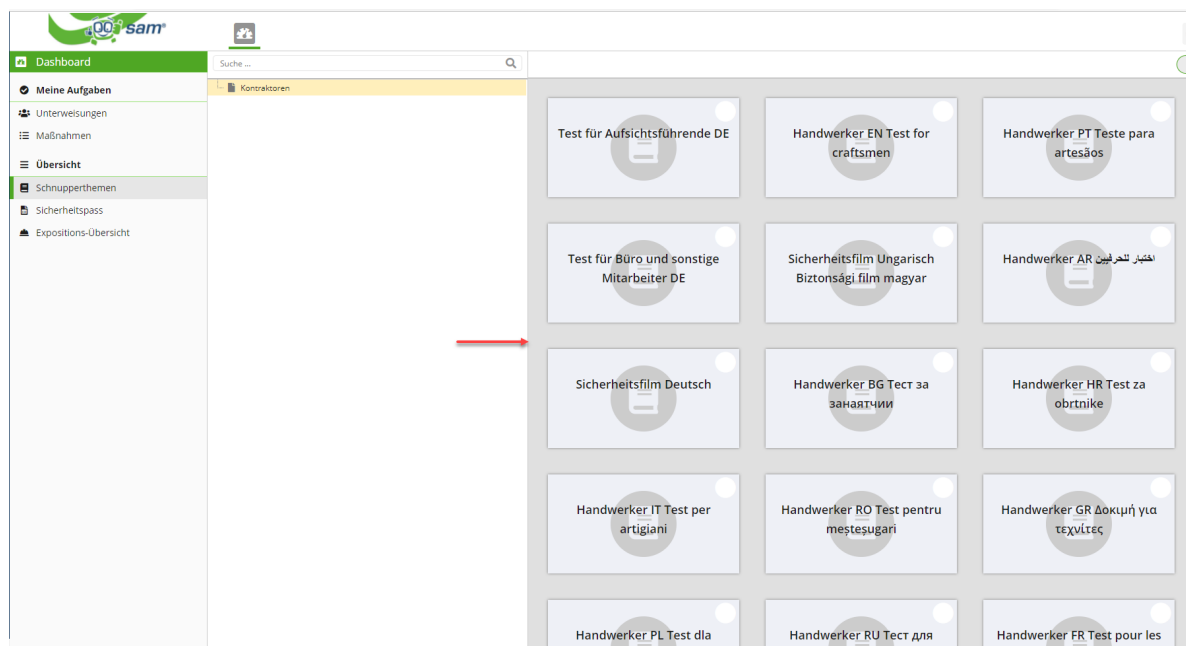 sam®
Dashboard
Meine Aufgaben
Unterweisungen
Maßnahmen
Übersicht
Schnupperthemen
Sicherheitspass
Expositions-Übersicht
Suche ...
Kontraktoren
Test für Aufsichtsführende DE
Handwerker EN Test for
craftsmen
Handwerker PT Teste para
artesãos
Test für Büro und sonstige
Mitarbeiter DE
Sicherheitsfilm Ungarisch
Biztonsági film magyar
Handwerker AR اختبار للحرفيين
Sicherheitsfilm Deutsch
Handwerker BG Тест за
занаятчии
Handwerker HR Test za
obrtnike
Handwerker IT Test per
artigiani
Handwerker RO Test pentru
meșteșugari
Handwerker GR Δοκιμή για
τεχνίτες
Handwerker PL Test dla
Handwerker RU Тест для
Handwerker FR Test pour les